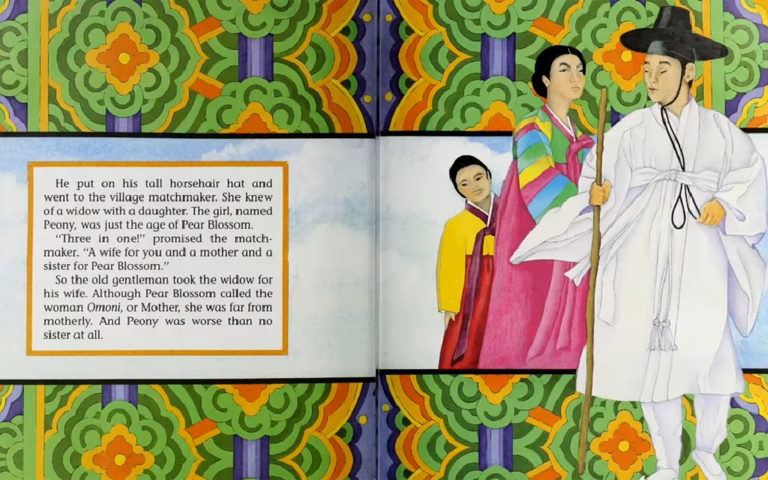 He put on his tall horsehair hat and
went to the village matchmaker. She knew
of a widow with a daughter. The girl, named
Peony, was just the age of Pear Blossom.
"Three in one!" promised the match-
maker. "A wife for you and a mother and a
sister for Pear Blossom."
So the old gentleman took the widow for
his wife. Although Pear Blossom called the
woman Omoni, or Mother, she was far from
motherly. And Peony was worse than no
sister at all.